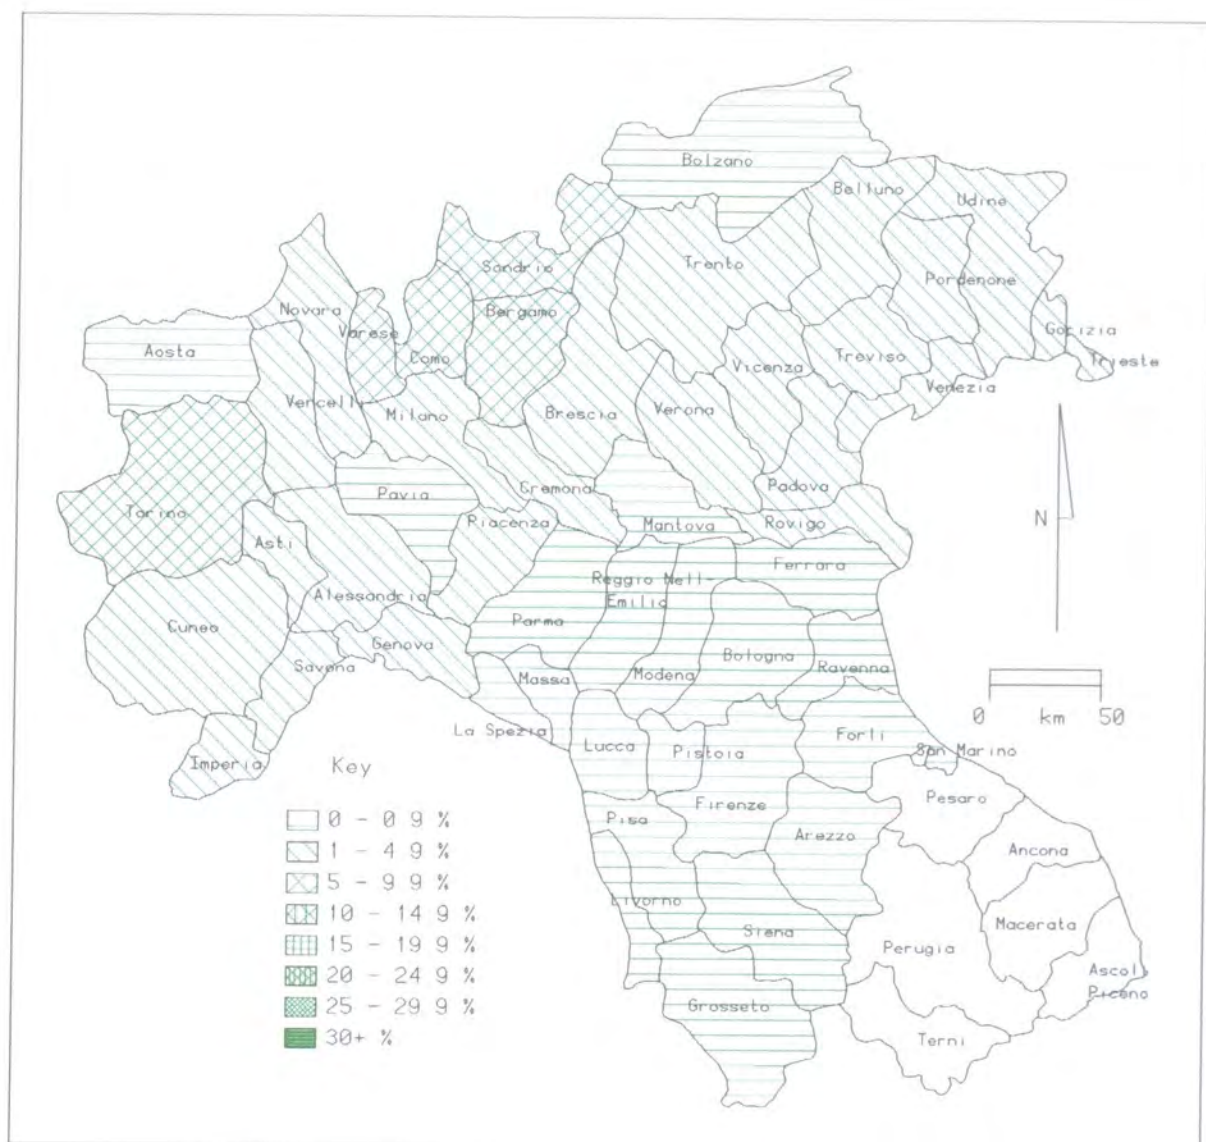 Bolzano
Belluno
Udine
Sondrio
Trento
Pordenone
Novara
Varese
Bergamo
Como
Gorizia
Aosta
Trieste
Treviso
Vicenza
Venezia
Vercelli
Milano
Brescia
Verona
Cremona
Padova
Pavia
Torino
Piacenza
Mantova
Rovigo
N
Asti
Ferrara
Reggio Nell-
Emilia
Alessandria
Parma
Cuneo
Genova
Bologna
Ravenna
Savona
Massa
Modena
0 km 50
La Spezia
Lucca
Pistoia
Forli
San Marino
Imperia
Key
Pesaro
Firenze
Pisa
Arezzo
Ancona
0 - 0 9 %
1 - 4 9 %
5 - 9 9 %
10 - 14 9 %
15 - 19 9 %
20 - 24 9 %
25 - 29 9 %
30+ %
Livorno
Siena
Macerata
Perugia
Ascoli
Piceno
Grosseto
Terni